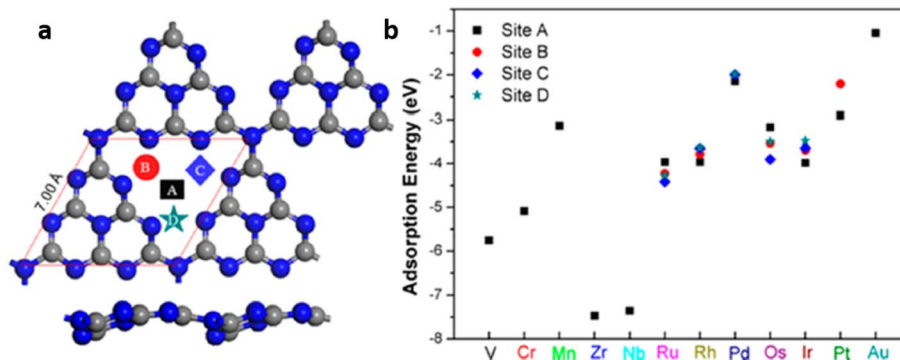 a
7.00 Å
B
C
A
D
b
Adsorption Energy (eV)
-1
-2
-3
-4
-5
-6
-7
-8
Site A
Site B
Site C
Site D
V Cr Mn Zr Nb Ru Rh Pd Os Ir Pt Au